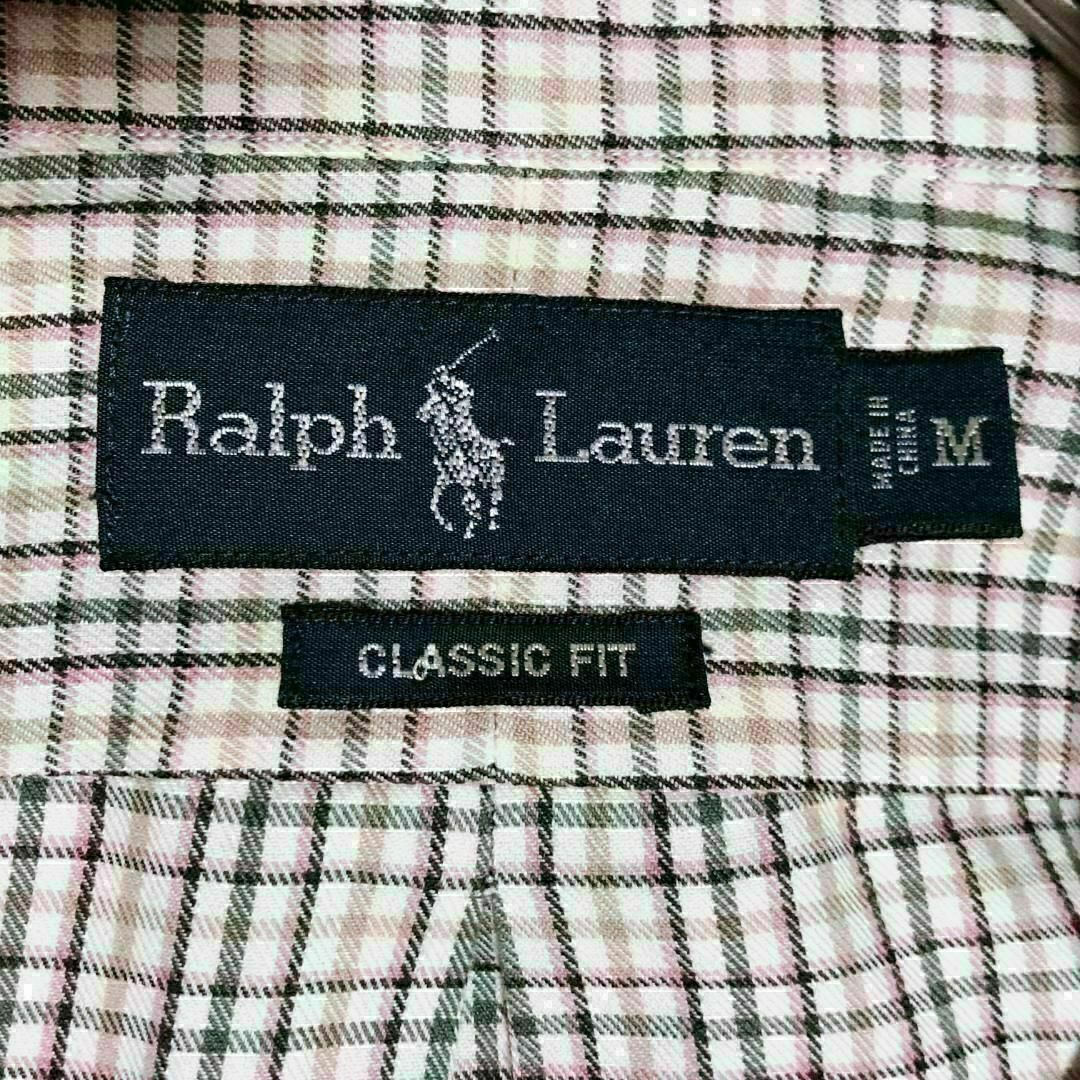 Ralph Lauren
MADE IN
CHINA
M
CLASSIC FIT